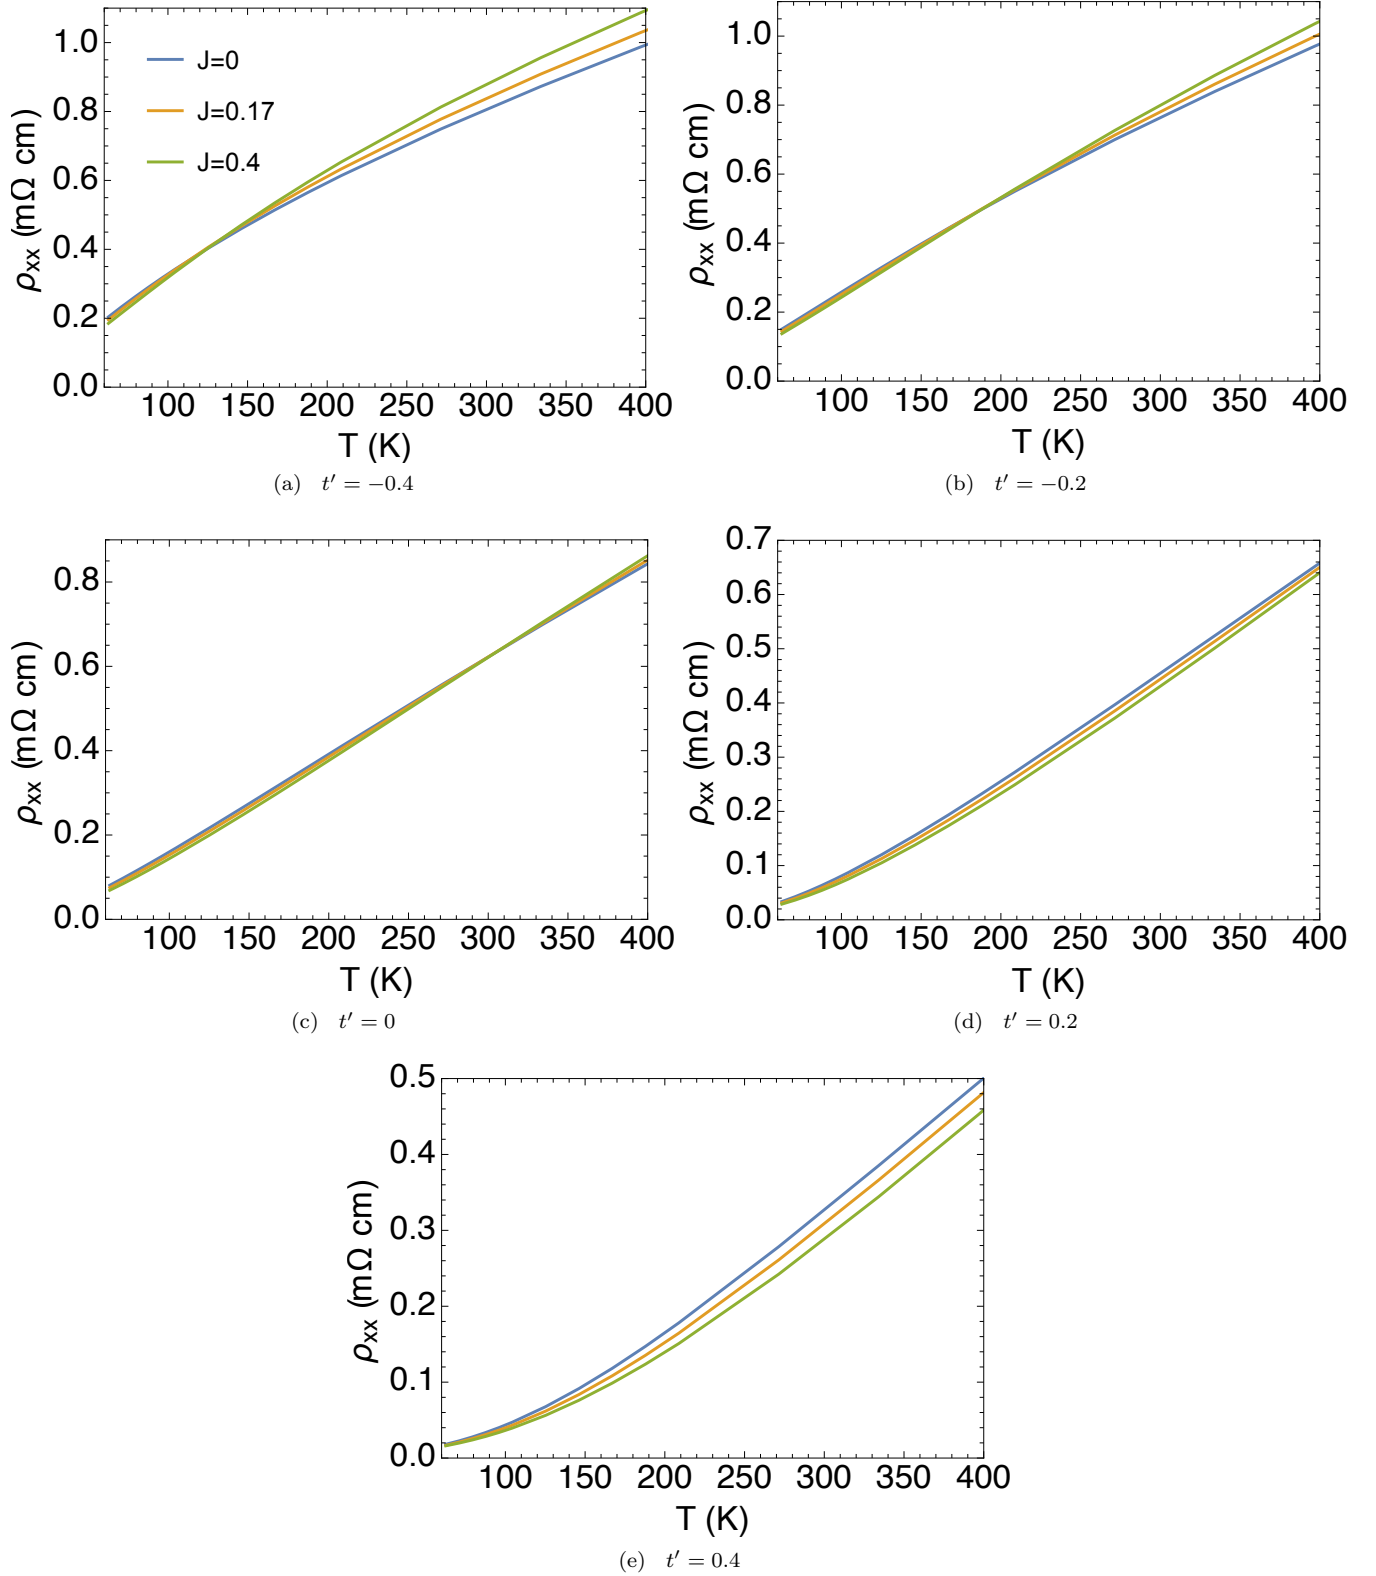 1.0
0.8
0.6
0.4
0.2
0.0
ρxx (mΩ cm)
J=0
J=0.17
J=0.4
100 150 200 250 300 350 400
T (K)
(a) t′ = −0.4
1.0
0.8
0.6
0.4
0.2
0.0
ρxx (mΩ cm)
100 150 200 250 300 350 400
T (K)
(b) t′ = −0.2
0.8
0.6
0.4
0.2
0.0
ρxx (mΩ cm)
100 150 200 250 300 350 400
T (K)
(c) t′ = 0
0.7
0.6
0.5
0.4
0.3
0.2
0.1
0.0
ρxx (mΩ cm)
100 150 200 250 300 350 400
T (K)
(d) t′ = 0.2
0.5
0.4
0.3
0.2
0.1
0.0
ρxx (mΩ cm)
100 150 200 250 300 350 400
T (K)
(e) t′ = 0.4